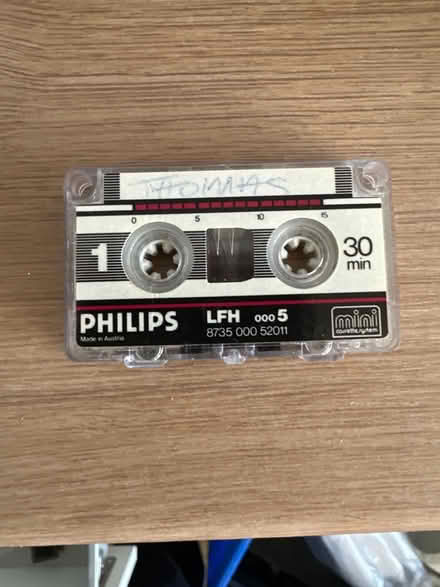 THOMAS
0 5 10 15
1
30
min
PHILIPS
Made in Austria
LFH 000 5
8735 000 52011
mini
cassette system